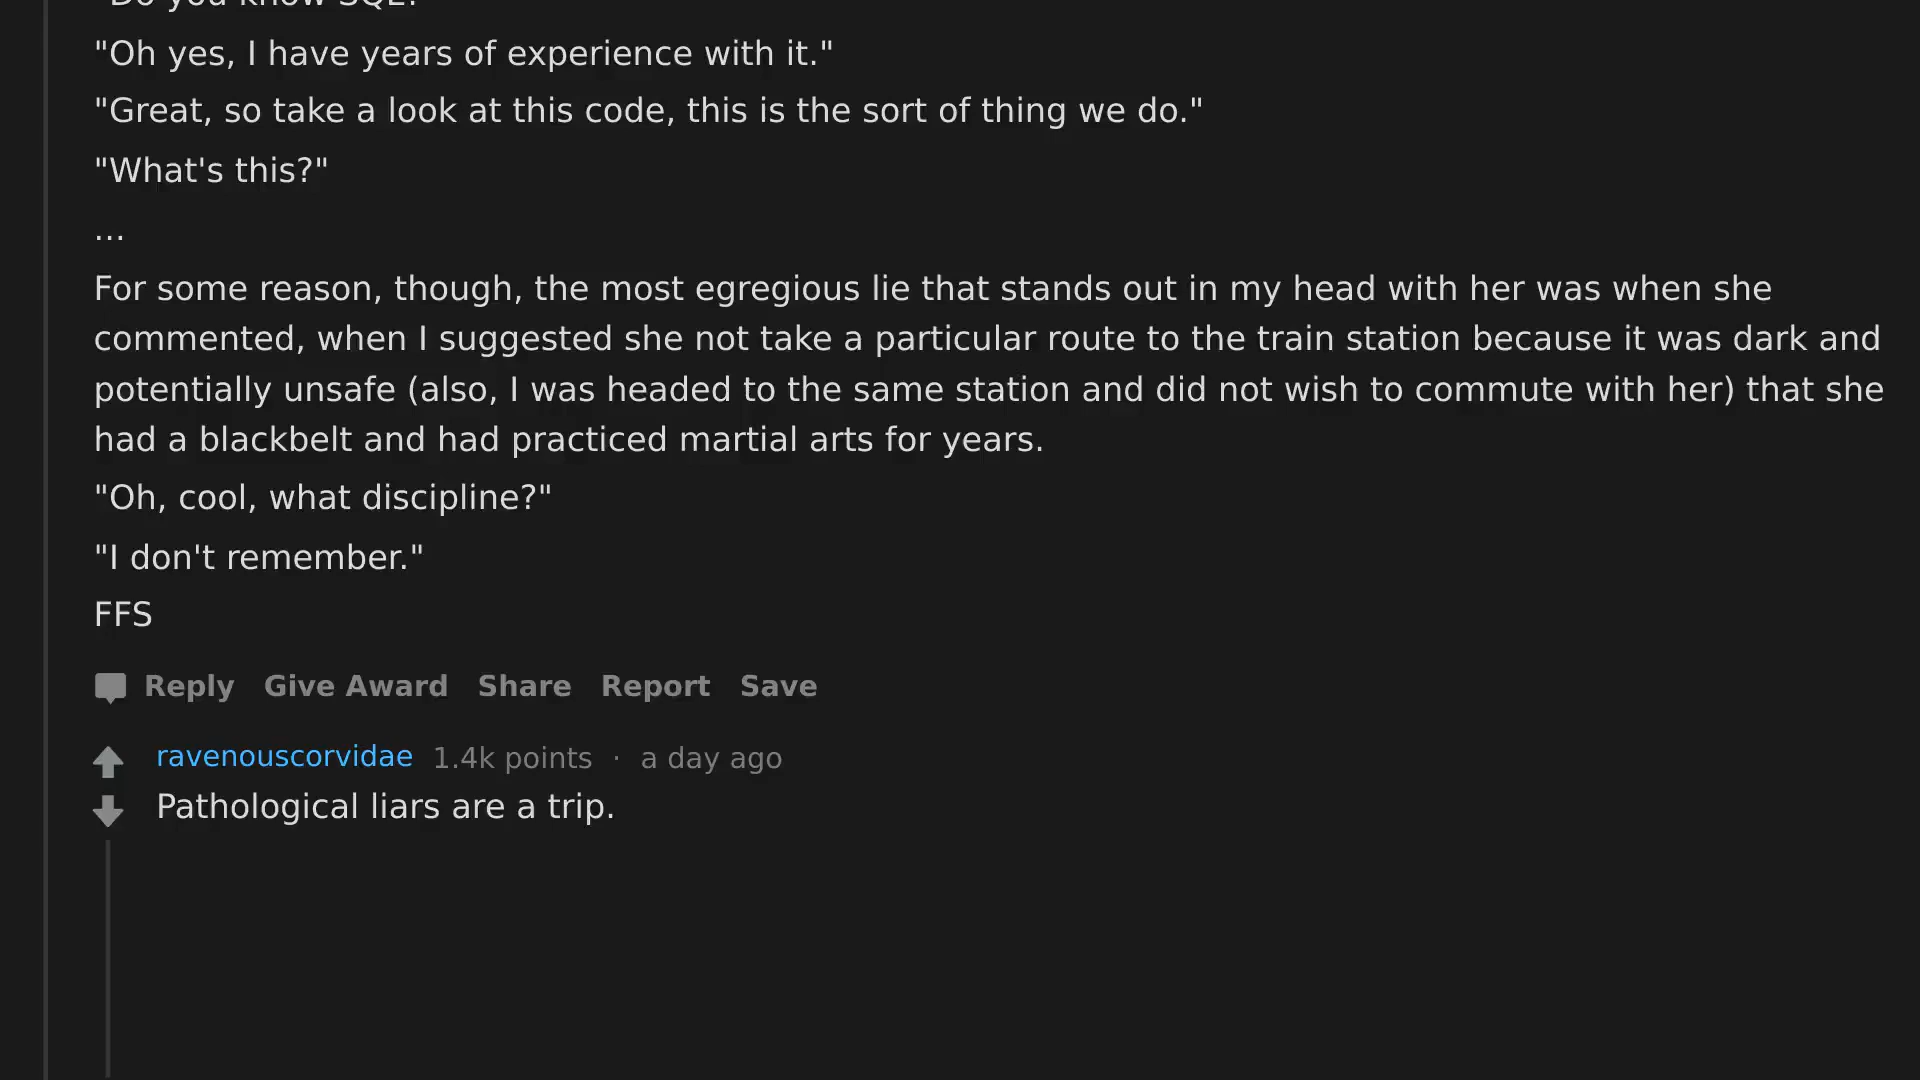 "Do you know SQL?"
"Oh yes, I have years of experience with it."
"Great, so take a look at this code, this is the sort of thing we do."
"What's this?"
...
For some reason, though, the most egregious lie that stands out in my head with her was when she
commented, when I suggested she not take a particular route to the train station because it was dark and
potentially unsafe (also, I was headed to the same station and did not wish to commute with her) that she
had a blackbelt and had practiced martial arts for years.
"Oh, cool, what discipline?"
"I don't remember."
FFS
Reply Give Award Share Report Save
ravenouscorvidae 1.4k points · a day ago
Pathological liars are a trip.